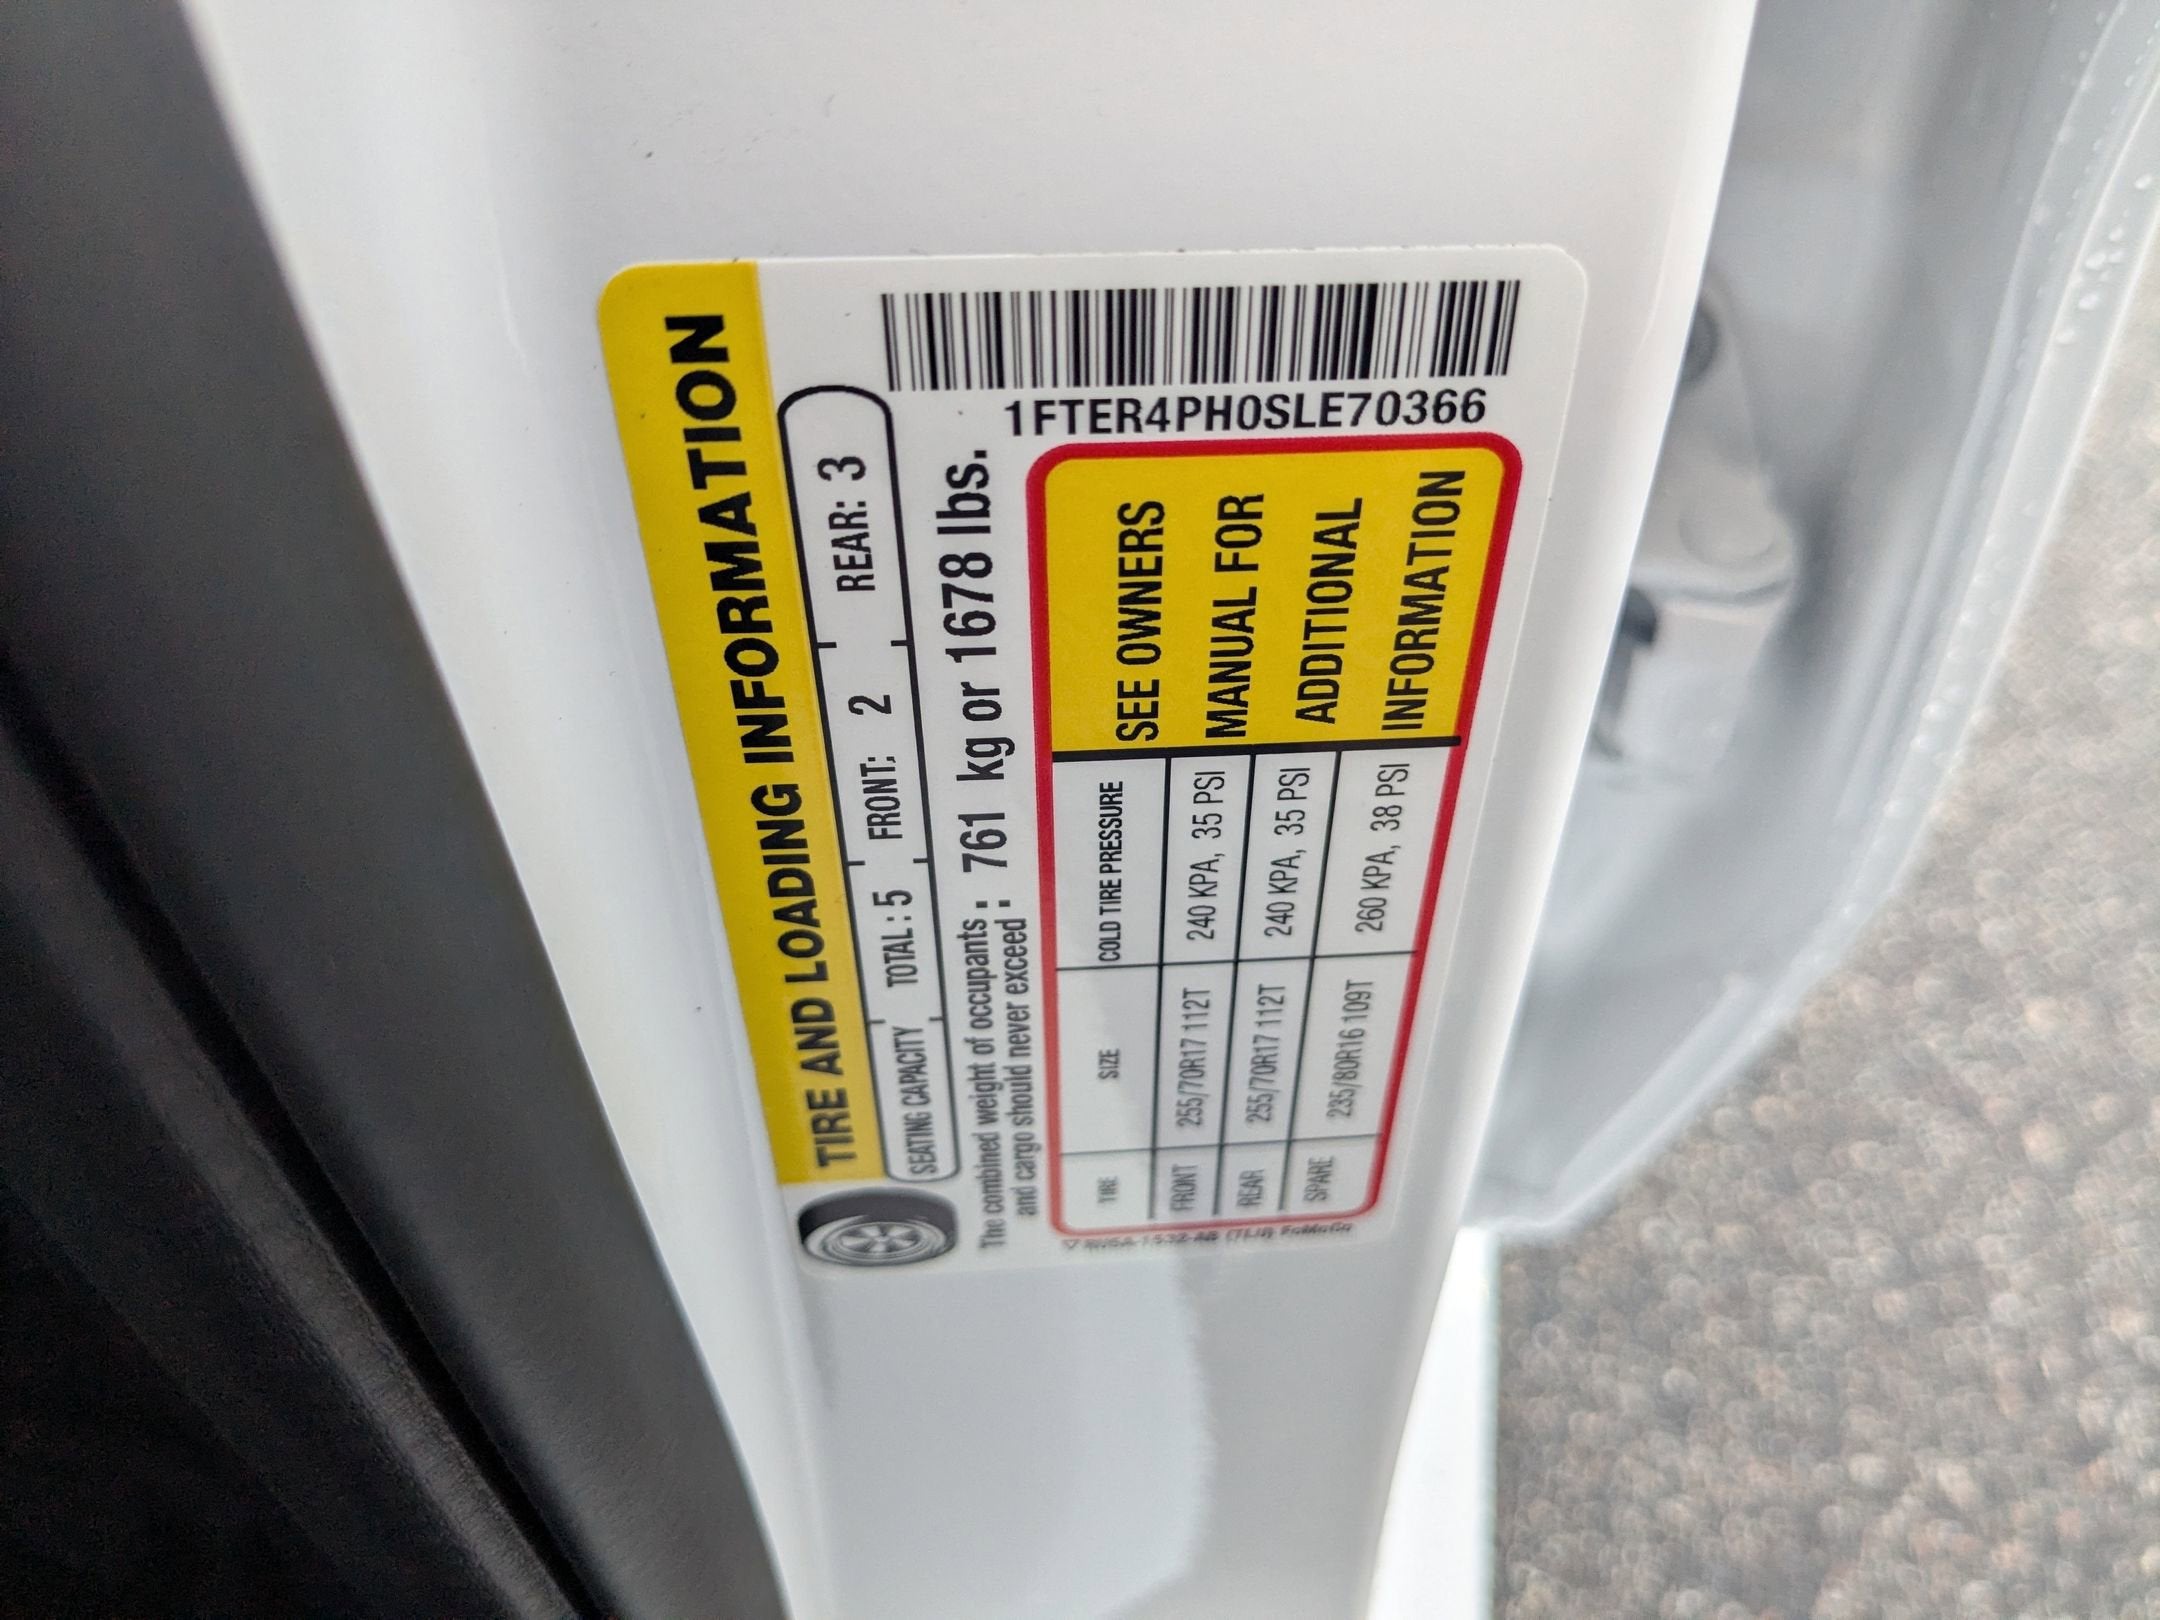 TIRE AND LOADING INFORMATION
SEATING CAPACITY TOTAL : 5 FRONT: 2 REAR: 3
The combined weight of occupants :
and cargo should never exceed :
761 kg or 1678 lbs.
1FTER4PH0SLE70366
TIRE SIZE COLD TIRE PRESSURE
FRONT 255/70R17 112T 240 KPA, 35 PSI
REAR 255/70R17 112T 240 KPA, 35 PSI
SPARE 235/80R16 109T 260 KPA, 38 PSI
SEE OWNERS
MANUAL FOR
ADDITIONAL
INFORMATION